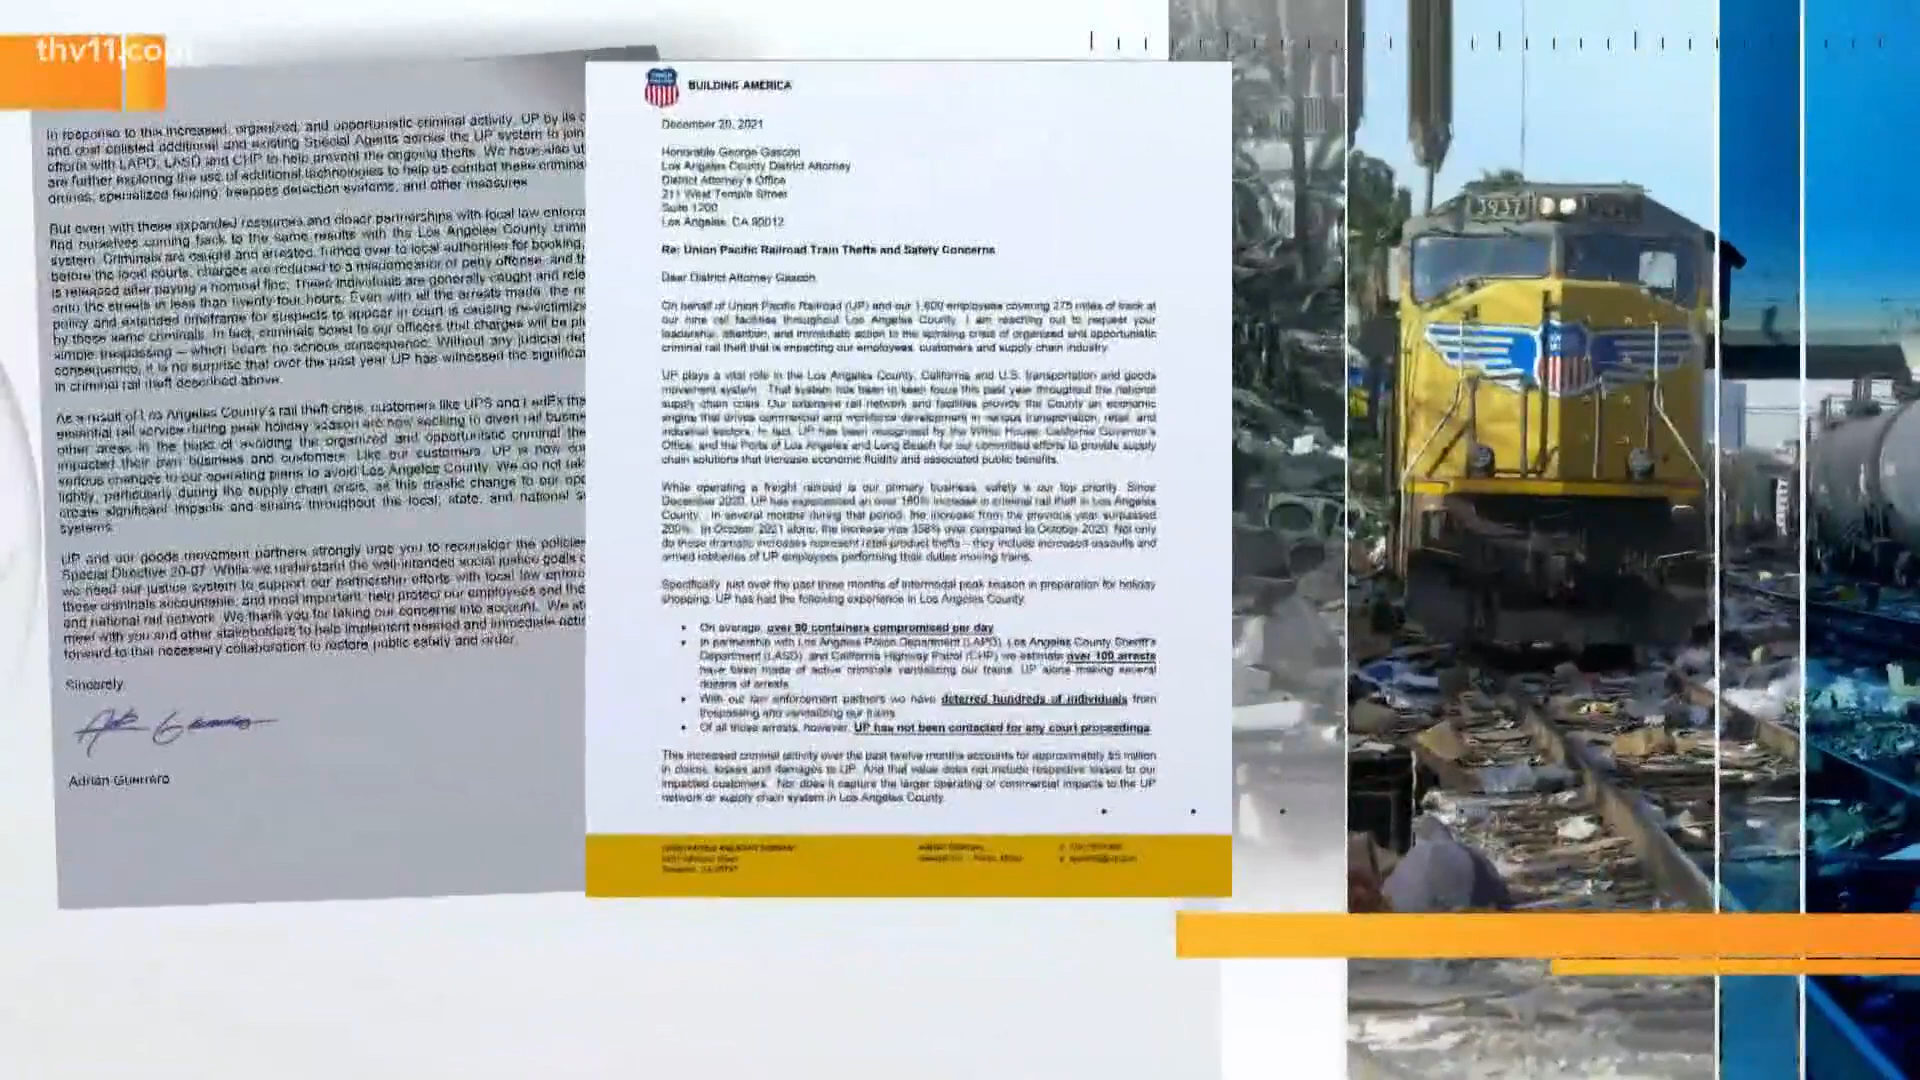 thv11.com
In response to this increased, organized, and opportunistic criminal activity, UP by its
and cost enlisted additional and existing Special Agents across the UP system to join
efforts with LAPD, LASD and CHP to help prevent the ongoing thefts. We have also
are further exploring the use of additional technologies to help us combat these
drones, specialized fencing, trespass detection systems, and other measures.
But even with these expanded resources and closer partnerships with local law
find ourselves coming back to the same results with the Los Angeles County
system. Criminals are caught and arrested, turned over to local authorities for booking,
before the local courts, charges are reduced to a misdemeanor or petty offense, and
is released after paying a nominal fine. These individuals are generally caught and
onto the streets in less than twenty-four hours. Even with all the arrests made, the
policy and extended timeframe for suspects to appear in court is causing
by these same criminals. In fact, criminals boast to our officers that charges will be
simple trespassing – which bears no serious consequence. Without any judicial
consequence, it is no surprise that over the past year UP has witnessed the
in criminal rail theft described above.
As a result of Los Angeles County's rail theft crisis, customers like UPS and FedEx
essential rail service during peak holiday season are now seeking to divert rail
other areas in the hope of avoiding the organized and opportunistic criminal
impacted their own business and customers. Like our customers, UP is now
serious changes to our operating plans to avoid Los Angeles County. We do not
lightly, particularly during the supply chain crisis, as this drastic change to our
create significant impacts and strains throughout the local, state, and national
systems.
UP and our goods movement partners strongly urge you to reconsider the policies
Special Directive 20-07. While we understand the well-intended social justice goals
we need our justice system to support our partnership efforts with local law
these criminals accountable, and most important, help protect our employees and the
and national rail network. We thank you for taking our concerns into account. We
meet with you and other stakeholders to help implement needed and immediate
forward to that necessary collaboration to restore public safety and order.
Sincerely,
Adrian Guerrero
BUILDING AMERICA
December 20, 2021
Honorable George Gascón
Los Angeles County District Attorney
District Attorney's Office
211 West Temple Street
Suite 1200
Los Angeles, CA 90012
Re: Union Pacific Railroad Train Thefts and Safety Concerns
Dear District Attorney Gascón,
On behalf of Union Pacific Railroad (UP) and our 1,600 employees covering 275 miles of track at
our nine rail facilities throughout Los Angeles County, I am reaching out to request your
leadership, attention, and immediate action to the spiraling crisis of organized and opportunistic
criminal rail theft that is impacting our employees, customers and supply chain industry.
UP plays a vital role in the Los Angeles County, California and U.S. transportation and goods
movement system. That system has been in keen focus this past year throughout the national
supply chain crisis. Our extensive rail network and facilities provide the County an economic
engine that drives commercial and workforce development in various transportation, retail and
industrial sectors. In fact, UP has been recognized by the White House, California Governor's
Office, and the Ports of Los Angeles and Long Beach for our committed efforts to provide supply
chain solutions that increase economic fluidity and associated public benefits.
While operating a freight railroad is our primary business, safety is our top priority. Since
December 2020, UP has experienced an over 160% increase in criminal rail theft in Los Angeles
County. In several months during that period, the increase from the previous year surpassed
200%. In October 2021 alone, the increase was 356% over compared to October 2020. Not only
do these dramatic increases represent retail product thefts – they include increased assaults and
armed robberies of UP employees performing their duties moving trains.
Specifically, just over the past three months of intermodal peak season in preparation for holiday
shopping, UP has had the following experience in Los Angeles County:
• On average, over 90 containers compromised per day
• In partnership with Los Angeles Police Department (LAPD), Los Angeles County Sheriff's
Department (LASD), and California Highway Patrol (CHP) we estimate over 100 arrests
have been made of active criminals vandalizing our trains. UP alone making several
dozens of arrests
• With our law enforcement partners we have deterred hundreds of individuals from
trespassing and vandalizing our trains
• Of all those arrests, however, UP has not been contacted for any court proceedings.
This increased criminal activity over the past twelve months accounts for approximately $5 million
in claims, losses and damages to UP. And that value does not include respective losses to our
impacted customers. Nor does it capture the larger operating or commercial impacts to the UP
network or supply chain system in Los Angeles County.
UNION PACIFIC RAILROAD COMPANY
3937